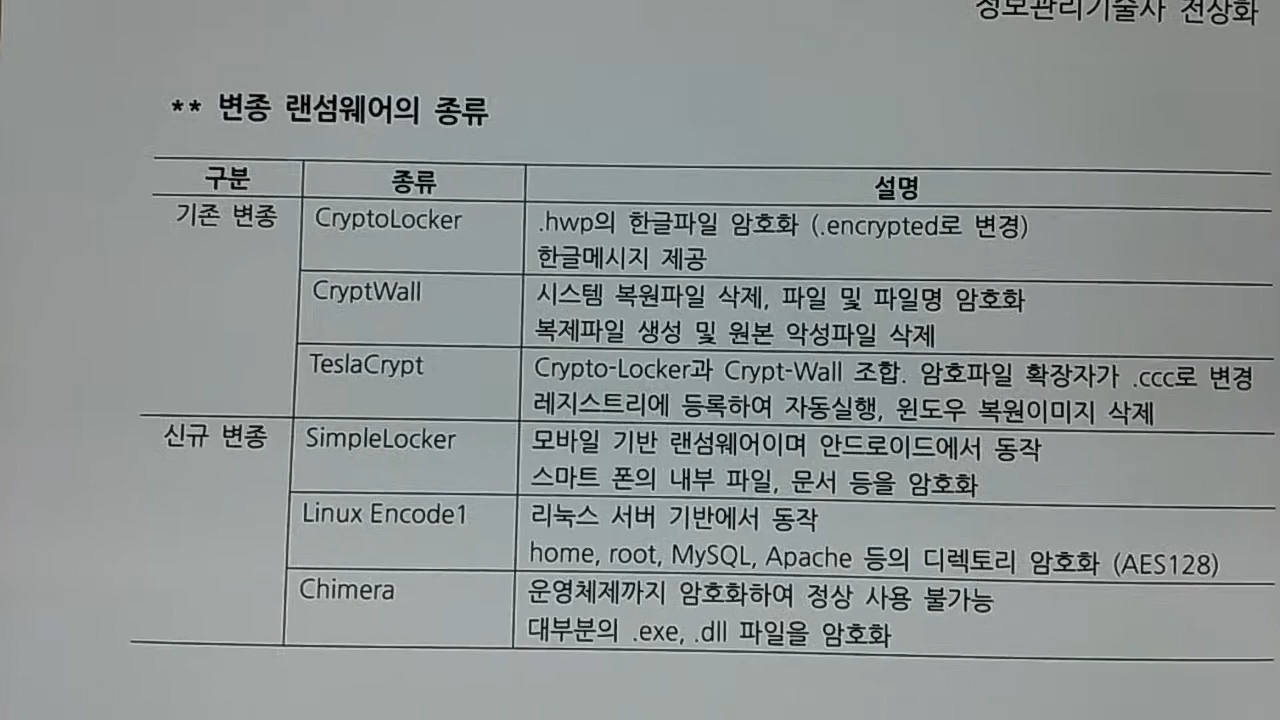 정보관리기술사 전상화
** 변종 랜섬웨어의 종류
구분 종류 설명
기존 변종 CryptoLocker .hwp의 한글파일 암호화 (.encrypted로 변경)
한글메시지 제공
CryptWall 시스템 복원파일 삭제, 파일 및 파일명 암호화
복제파일 생성 및 원본 악성파일 삭제
TeslaCrypt Crypto-Locker과 Crypt-Wall 조합. 암호파일 확장자가 .ccc로 변경
레지스트리에 등록하여 자동실행, 윈도우 복원이미지 삭제
신규 변종 SimpleLocker 모바일 기반 랜섬웨어이며 안드로이드에서 동작
스마트 폰의 내부 파일, 문서 등을 암호화
Linux Encode1 리눅스 서버 기반에서 동작
home, root, MySQL, Apache 등의 디렉토리 암호화 (AES128)
Chimera 운영체제까지 암호화하여 정상 사용 불가능
대부분의 .exe, .dll 파일을 암호화